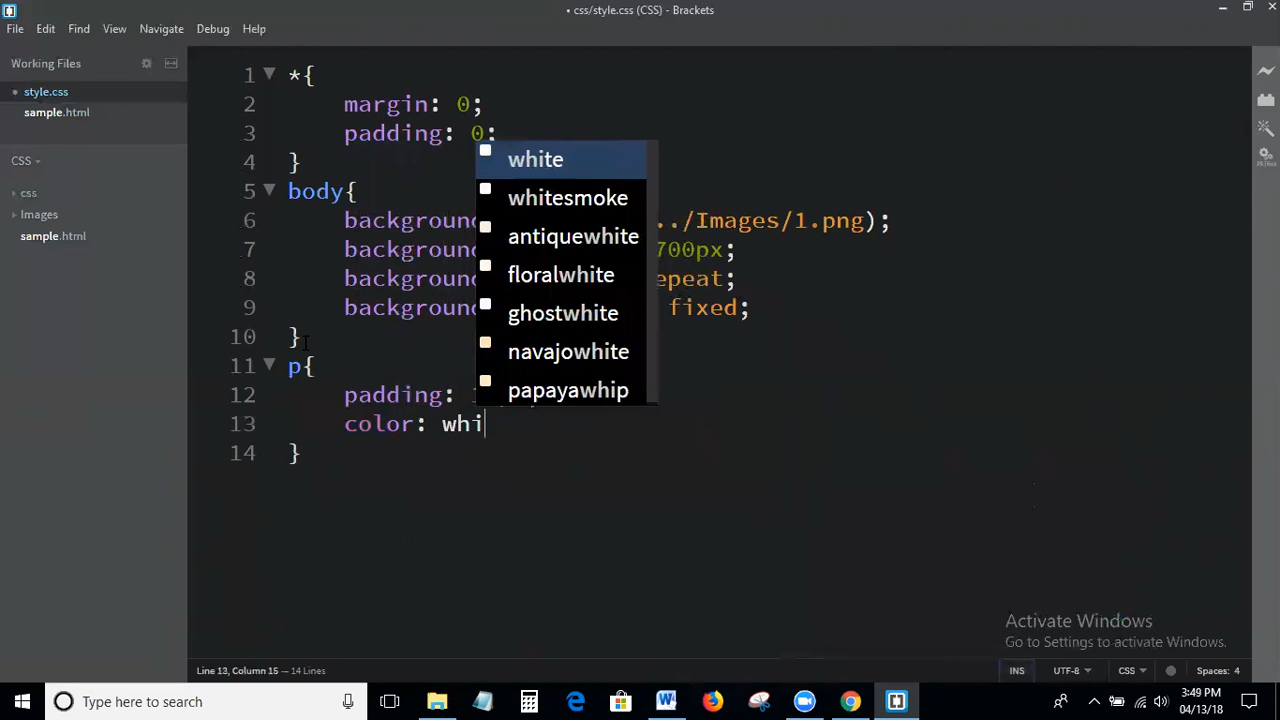 • css/style.css (CSS) - Brackets
File Edit Find View Navigate Debug Help
Working Files
style.css
sample.html
CSS
css
Images
sample.html
1 *{
2 margin: 0;
3 padding: 0;
4 }
5 body{
6 background ../Images/1.png);
7 background 700px;
8 background epeat;
9 background fixed;
10 }
11 p{
12 padding:
13 color: whi
14 }
white
whitesmoke
antiquewhite
floralwhite
ghostwhite
navajowhite
papayawhip
Activate Windows
Go to Settings to activate Windows.
Line 13, Column 15 — 14 Lines
INS UTF-8 CSS Spaces: 4
Type here to search
3:49 PM
04/13/18